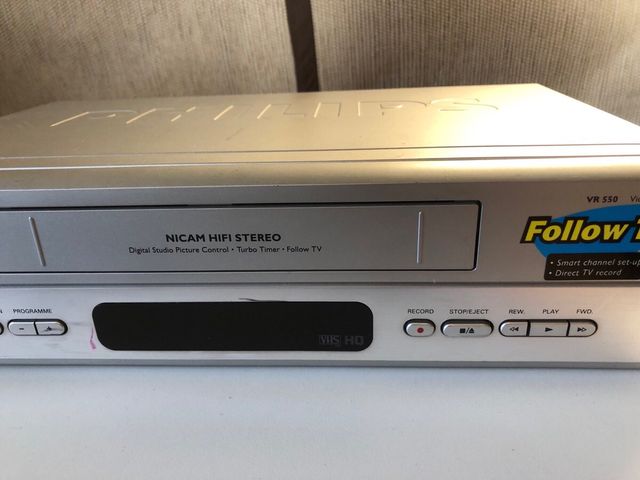 PHILIPS
VR 550
NICAM HIFI STEREO
Digital Studio Picture Control • Turbo Timer • Follow TV
Follow
• Smart channel set-up
• Direct TV record
PROGRAMME
RECORD STOP/EJECT REW. PLAY FWD.
VHS HQ